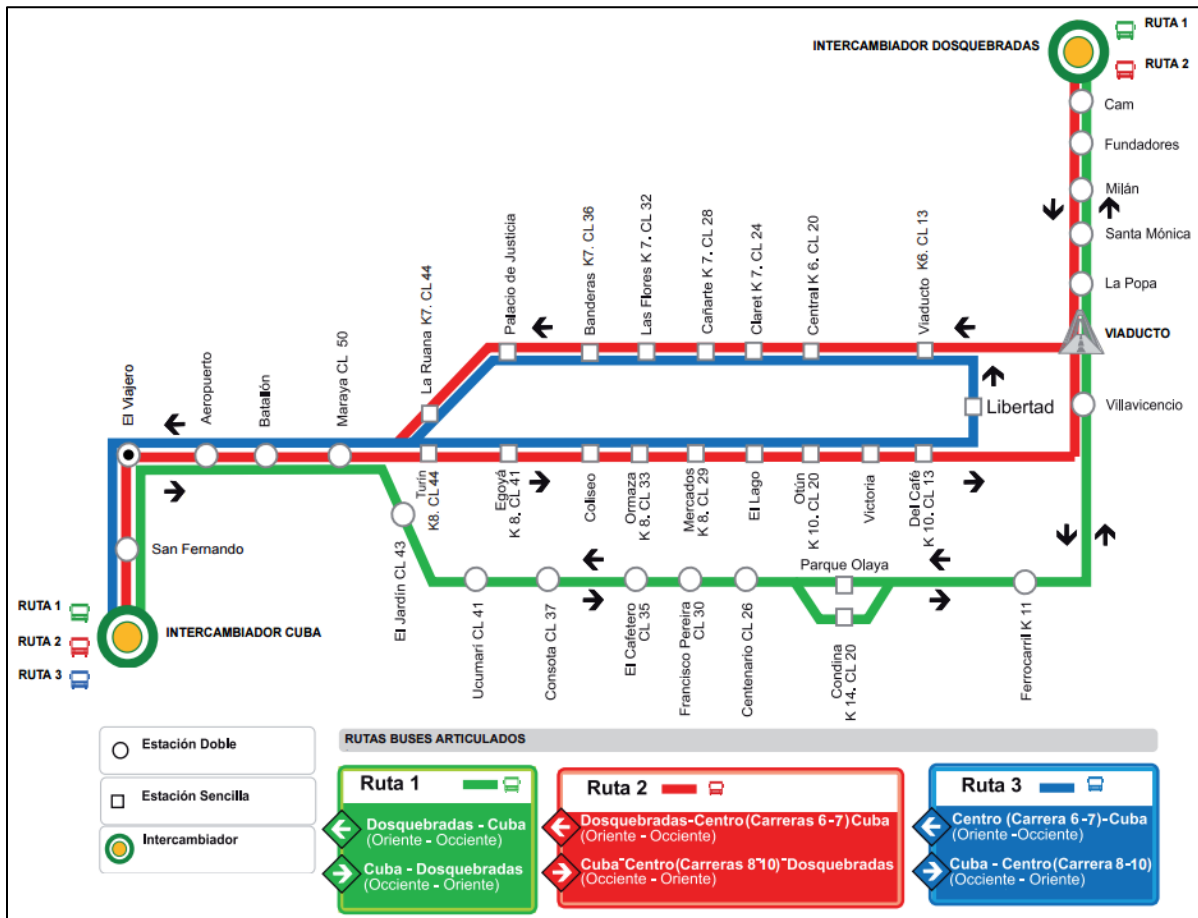 RUTA 1
INTERCAMBIADOR DOSQUEBRADAS
RUTA 2
Cam
Fundadores
Milán
Santa Mónica
La Popa
VIADUCTO
Villavicencio
La Ruana K7. CL 44
Palacio de Justicia
Banderas K7. CL 36
Las Flores K 7. CL 32
Cañarte K 7. CL 28
Claret K 7. CL 24
Central K 6. CL 20
Viaducto K6. CL 13
Libertad
El Viajero
Aeropuerto
Batallón
Maraya CL 50
Turín
K8. CL 44
Egoyá
K 8. CL 41
Coliseo
Ormaza
K 8. CL 33
Mercados
K 8. CL 29
El Lago
Otún
K 10. CL 20
Victoria
Del Café
K 10. CL 13
San Fernando
RUTA 1
RUTA 2
RUTA 3
INTERCAMBIADOR CUBA
El Jardín CL 43
Ucumarí CL 41
Consota CL 37
El Cafetero
CL 35
Francisco Pereira
CL 30
Centenario CL 26
Parque Olaya
Condina
K 14. CL 20
Ferrocarril K 11
Estación Doble
Estación Sencilla
Intercambiador
RUTAS BUSES ARTICULADOS
Ruta 1
Dosquebradas - Cuba
(Oriente - Occiente)
Cuba - Dosquebradas
(Occiente - Oriente)
Ruta 2
Dosquebradas-Centro (Carreras 6-7) Cuba
(Oriente - Occiente)
Cuba-Centro (Carreras 8-10)-Dosquebradas
(Occiente - Oriente)
Ruta 3
Centro (Carrera 6-7)-Cuba
(Oriente -Occiente)
Cuba - Centro (Carrera 8-10)
(Occiente - Oriente)